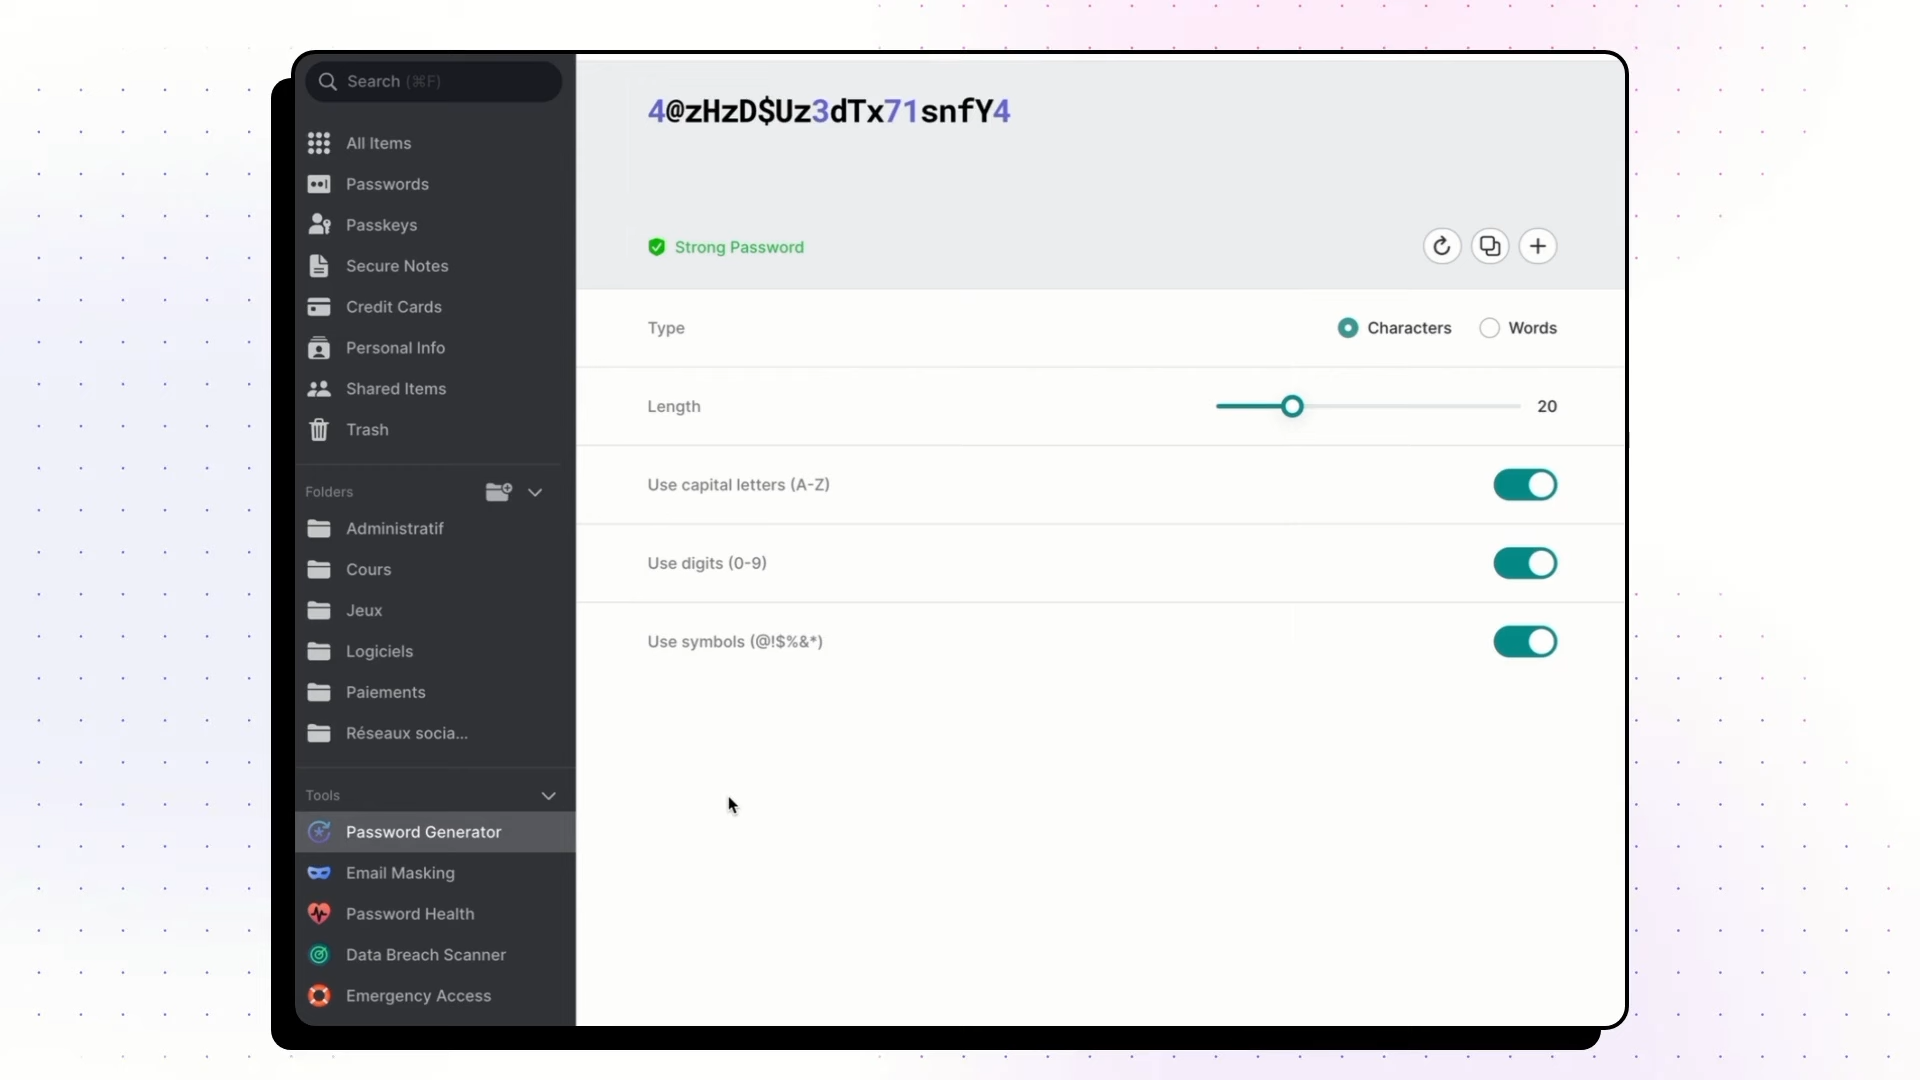 Search (⌘F)
All Items
Passwords
Passkeys
Secure Notes
Credit Cards
Personal Info
Shared Items
Trash
Folders
Administratif
Cours
Jeux
Logiciels
Paiements
Réseaux socia...
Tools
Password Generator
Email Masking
Password Health
Data Breach Scanner
Emergency Access
4@zHzD$Uz3dTx71snfY4
Strong Password
Type
Characters
Words
Length
20
Use capital letters (A-Z)
Use digits (0-9)
Use symbols (@!$%&*)